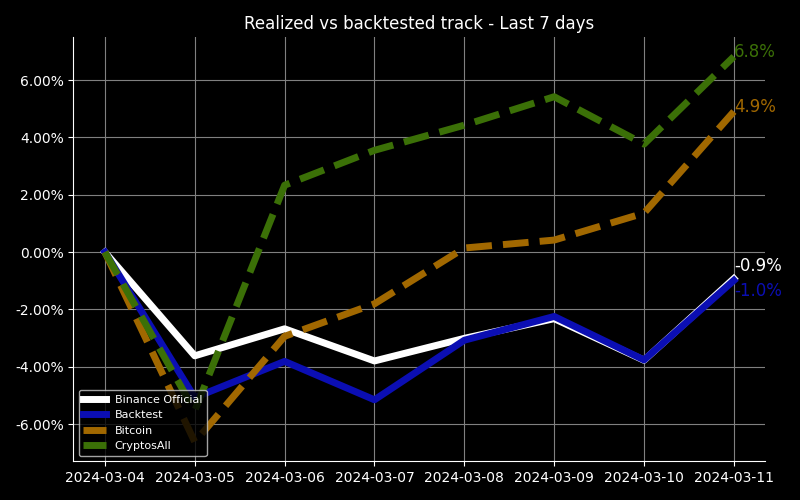 Realized vs backtested track - Last 7 days
6.8%
6.00%
4.9%
4.00%
2.00%
0.00%
-0.9%
-1.0%
-2.00%
-4.00%
-6.00%
Binance Official
Backtest
Bitcoin
CryptosAll
2024-03-04 2024-03-05 2024-03-06 2024-03-07 2024-03-08 2024-03-09 2024-03-10 2024-03-11